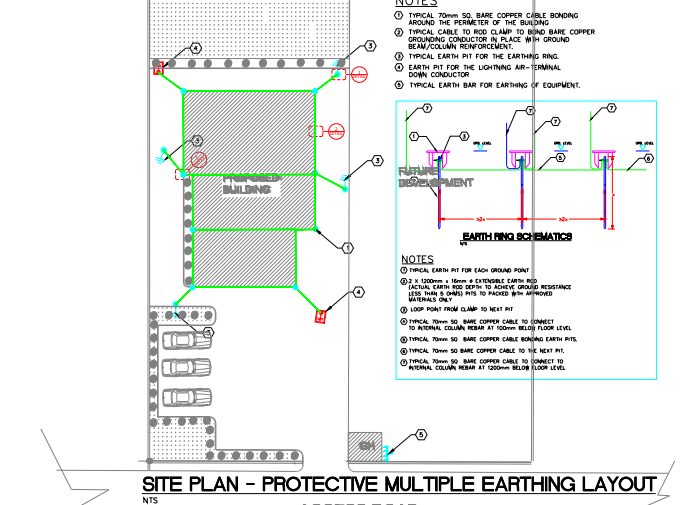 NOTES
1 TYPICAL 70mm SQ. BARE COPPER CABLE BONDING
AROUND THE PERIMETER OF THE BUILDING
2 TYPICAL CABLE TO ROD CLAMP TO BOND BARE COPPER
GROUNDING CONDUCTOR IN PLACE WITH GROUND
BEAM/COLUMN REINFORCEMENT.
3 TYPICAL EARTH PIT FOR THE EARTHING RING.
4 EARTH PIT FOR THE LIGHTNING AIR-TERMINAL
DOWN CONDUCTOR
5 TYPICAL EARTH BAR FOR EARTHING OF EQUIPMENT.
4
3
3
1
4
5
PROPOSED
BUILDING
7
7
7
7
1
3
5
6
GRD. LEVEL
GRD. LEVEL
GRD. LEVEL
FUTURE
DEVELOPMENT
>2x
>2x
EARTH RING SCHEMATICS
NTS
NOTES
1 TYPICAL EARTH PIT FOR EACH GROUND POINT
2 2 X 1200mm x 16mm EXTENSIBLE EARTH ROD
(ACTUAL EARTH ROD DEPTH TO ACHIEVE GROUND RESISTANCE
LESS THAN 5 OHMS) PITS TO PACKED WITH APPROVED
MATERIALS ONLY
3 LOOP POINT FROM CLAMP TO NEXT PIT
4 TYPICAL 70mm SQ BARE COPPER CABLE TO CONNECT
TO INTERNAL COLUMN REBAR AT 100mm BELOW FLOOR LEVEL
5 TYPICAL 70mm SQ BARE COPPER CABLE BONDING EARTH PITS.
6 TYPICAL 70mm SQ BARE COPPER CABLE TO THE NEXT PIT.
7 TYPICAL 70mm SQ BARE COPPER CABLE TO CONNECT TO
INTERNAL COLUMN REBAR AT 1200mm BELOW FLOOR LEVEL
SITE PLAN - PROTECTIVE MULTIPLE EARTHING LAYOUT
NTS